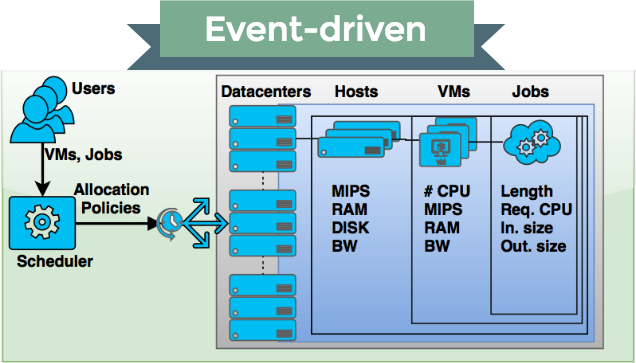 Event-driven
Users
VMs, Jobs
Allocation
Policies
Scheduler
Datacenters
Hosts
VMs
Jobs
VM
MIPS
RAM
DISK
BW
# CPU
MIPS
RAM
BW
Length
Req. CPU
In. size
Out. size